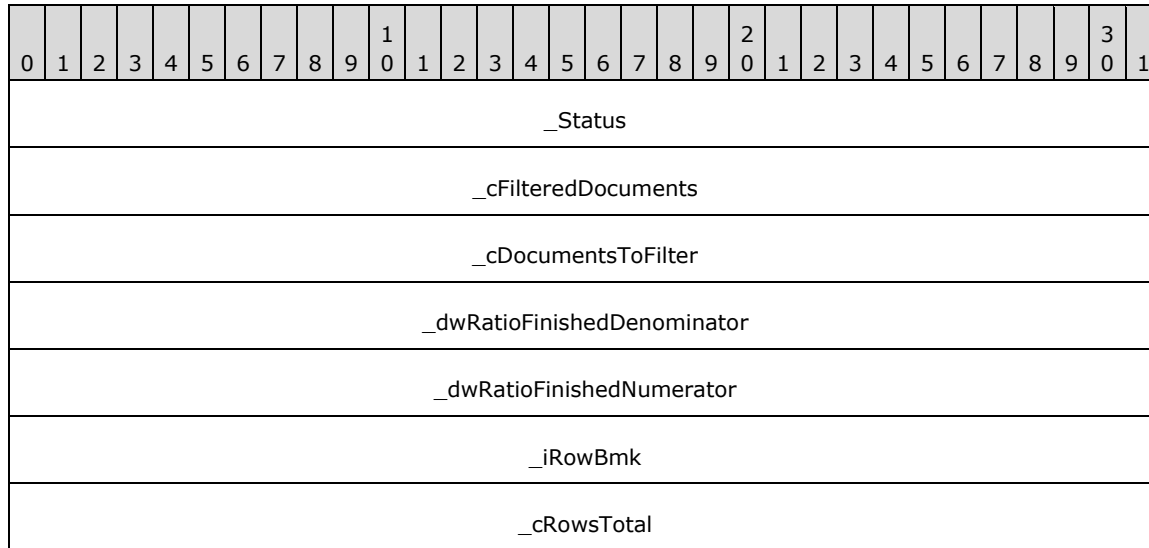 1 2 3
0 1 2 3 4 5 6 7 8 9 0 1 2 3 4 5 6 7 8 9 0 1 2 3 4 5 6 7 8 9 0 1
_Status
_cFilteredDocuments
_cDocumentsToFilter
_dwRatioFinishedDenominator
_dwRatioFinishedNumerator
_iRowBmk
_cRowsTotal